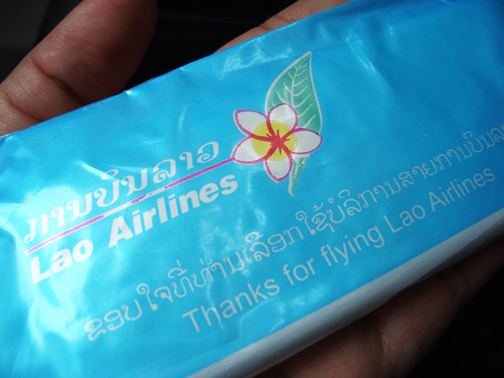 ການບິນລາວ
Lao Airlines
ຂອບໃຈທີ່ທ່ານເລືອກໃຊ້ບໍລິການສາຍການບິນລາວ
Thanks for flying Lao Airlines